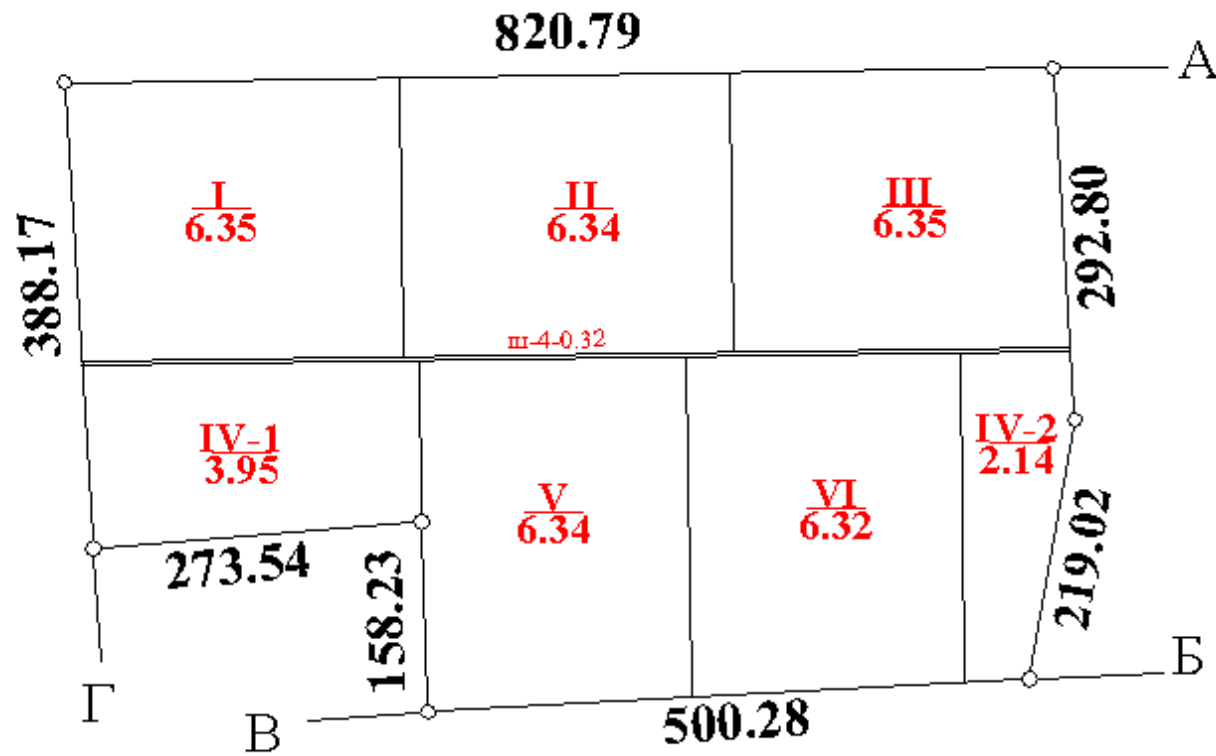 820.79
А
I
6.35
II
6.34
III
6.35
388.17
292.80
ш-4-0.32
IV-1
3.95
V
6.34
VI
6.32
IV-2
2.14
273.54
158.23
219.02
Г
В
500.28
Б